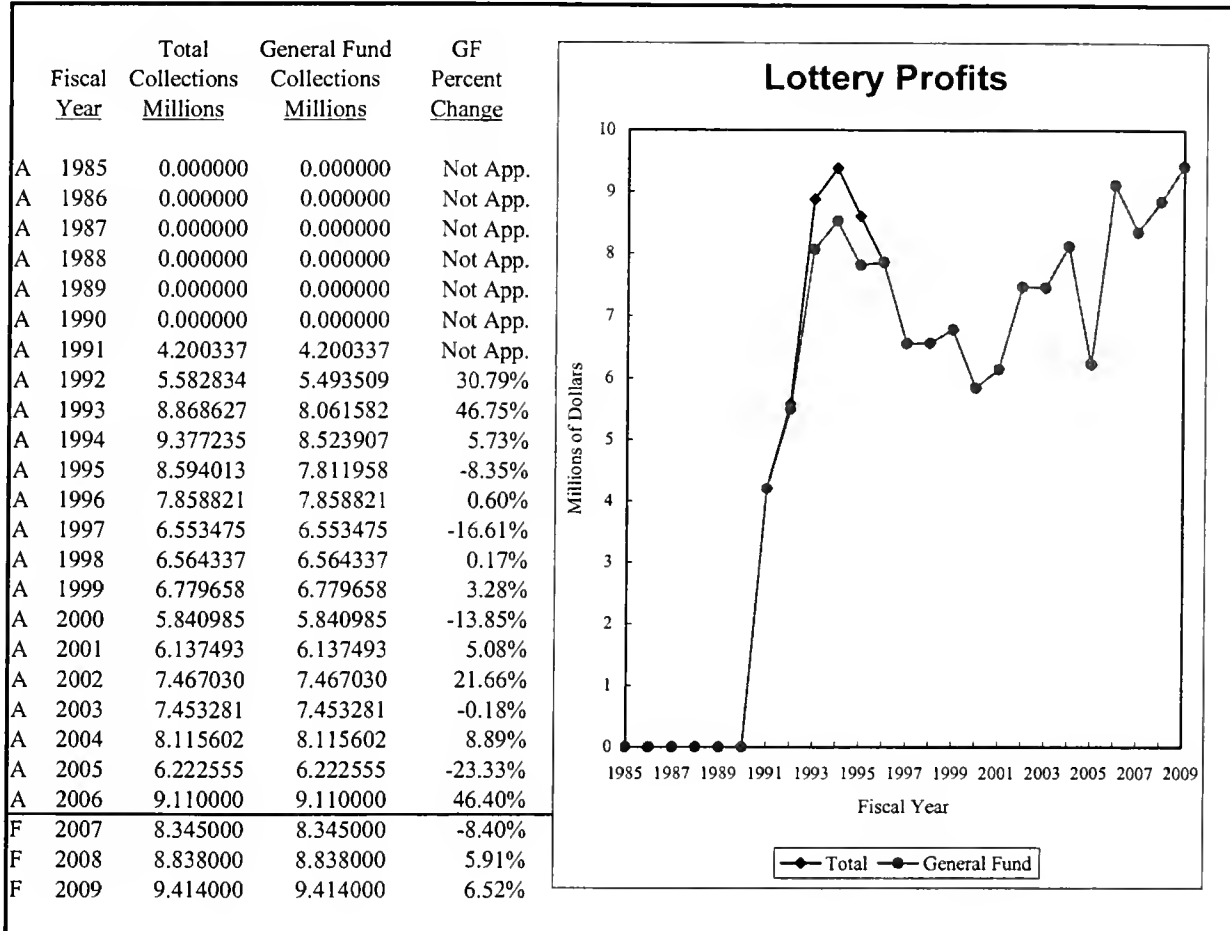 Total General Fund GF
Fiscal Collections Collections Percent
Year Millions Millions Change
A 1985 0.000000 0.000000 Not App.
A 1986 0.000000 0.000000 Not App.
A 1987 0.000000 0.000000 Not App.
A 1988 0.000000 0.000000 Not App.
A 1989 0.000000 0.000000 Not App.
A 1990 0.000000 0.000000 Not App.
A 1991 4.200337 4.200337 Not App.
A 1992 5.582834 5.493509 30.79%
A 1993 8.868627 8.061582 46.75%
A 1994 9.377235 8.523907 5.73%
A 1995 8.594013 7.811958 -8.35%
A 1996 7.858821 7.858821 0.60%
A 1997 6.553475 6.553475 -16.61%
A 1998 6.564337 6.564337 0.17%
A 1999 6.779658 6.779658 3.28%
A 2000 5.840985 5.840985 -13.85%
A 2001 6.137493 6.137493 5.08%
A 2002 7.467030 7.467030 21.66%
A 2003 7.453281 7.453281 -0.18%
A 2004 8.115602 8.115602 8.89%
A 2005 6.222555 6.222555 -23.33%
A 2006 9.110000 9.110000 46.40%
F 2007 8.345000 8.345000 -8.40%
F 2008 8.838000 8.838000 5.91%
F 2009 9.414000 9.414000 6.52%
Lottery Profits
Millions of Dollars
10
9
8
7
6
5
4
3
2
1
0
1985 1987 1989 1991 1993 1995 1997 1999 2001 2003 2005 2007 2009
Fiscal Year
Total General Fund